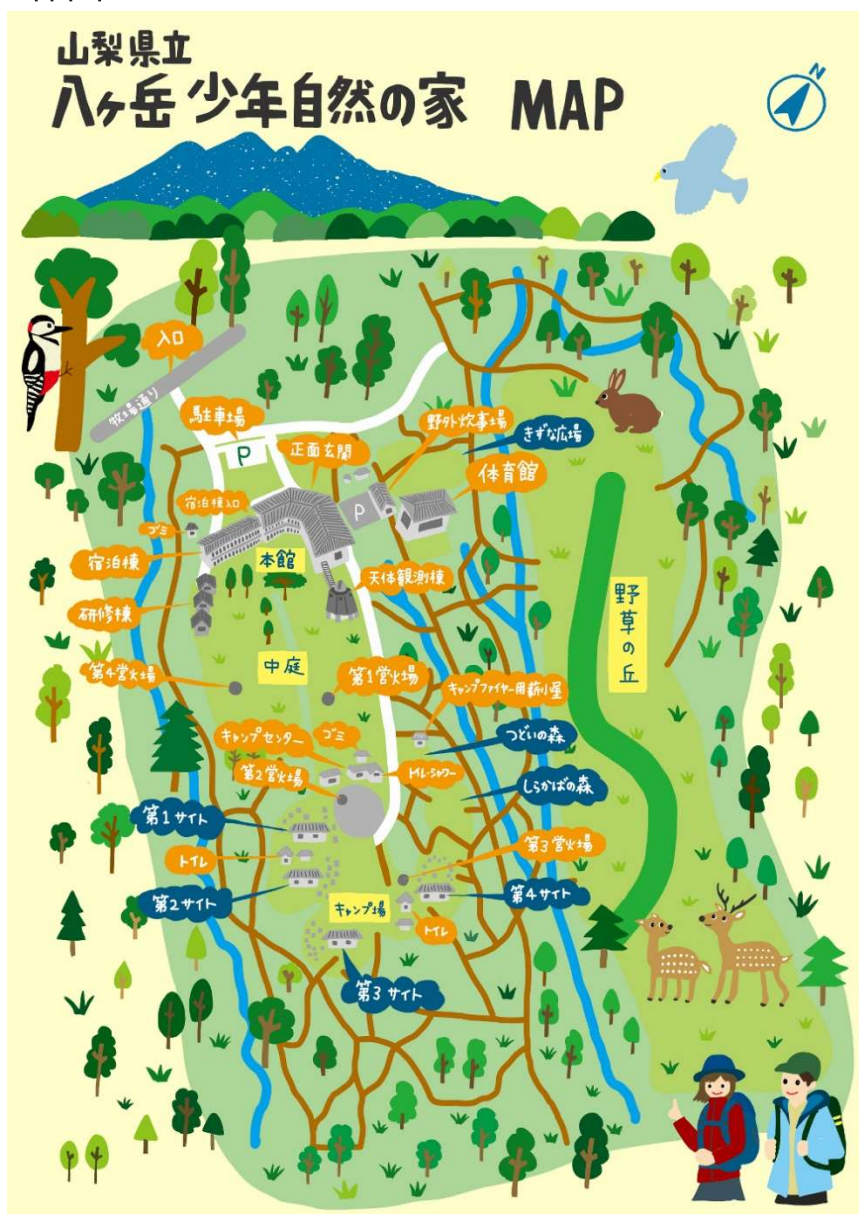 山梨県立
八ヶ岳 少年自然の家 MAP
N
入口
牧場通り
駐車場
P
正面玄関
野外炊事場
きずな広場
体育館
宿泊棟入口
P
ゴミ
宿泊棟
本館
天体観測棟
研修棟
野草の丘
中庭
第4営火場
第1営火場
キャンプファイヤー用薪小屋
キャンプセンター
ゴミ
つどいの森
第2営火場
トイレ・シャワー
しらかばの森
第1サイト
第3営火場
トイレ
第2サイト
キャンプ場
第4サイト
トイレ
第3サイト